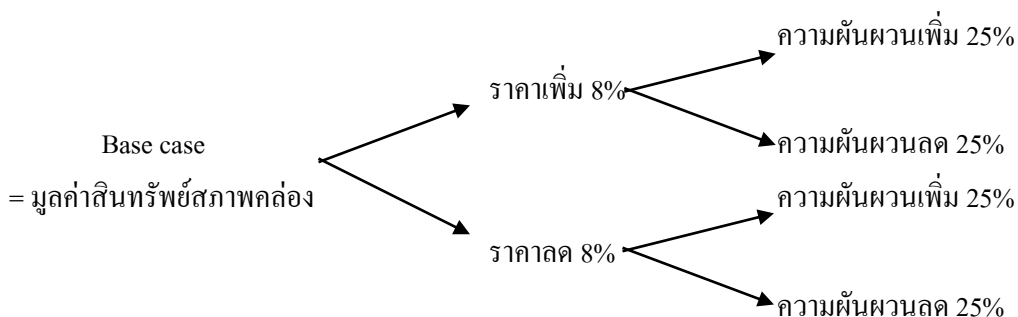 ความผันผวนเพิ่ม 25%
ราคาเพิ่ม 8%
Base case
ความผันผวนลด 25%
= มูลค่าสินทรัพย์สภาพคล่อง
ความผันผวนเพิ่ม 25%
ราคาลด 8%
ความผันผวนลด 25%